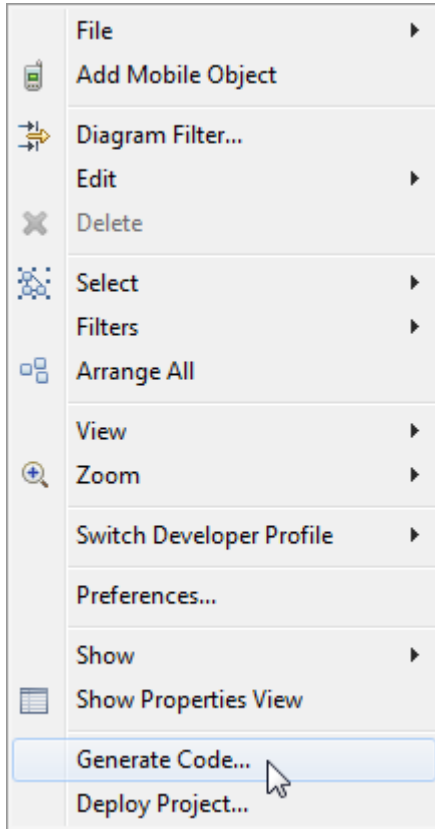 File
Add Mobile Object
Diagram Filter...
Edit
Delete
Select
Filters
Arrange All
View
Zoom
Switch Developer Profile
Preferences...
Show
Show Properties View
Generate Code...
Deploy Project...